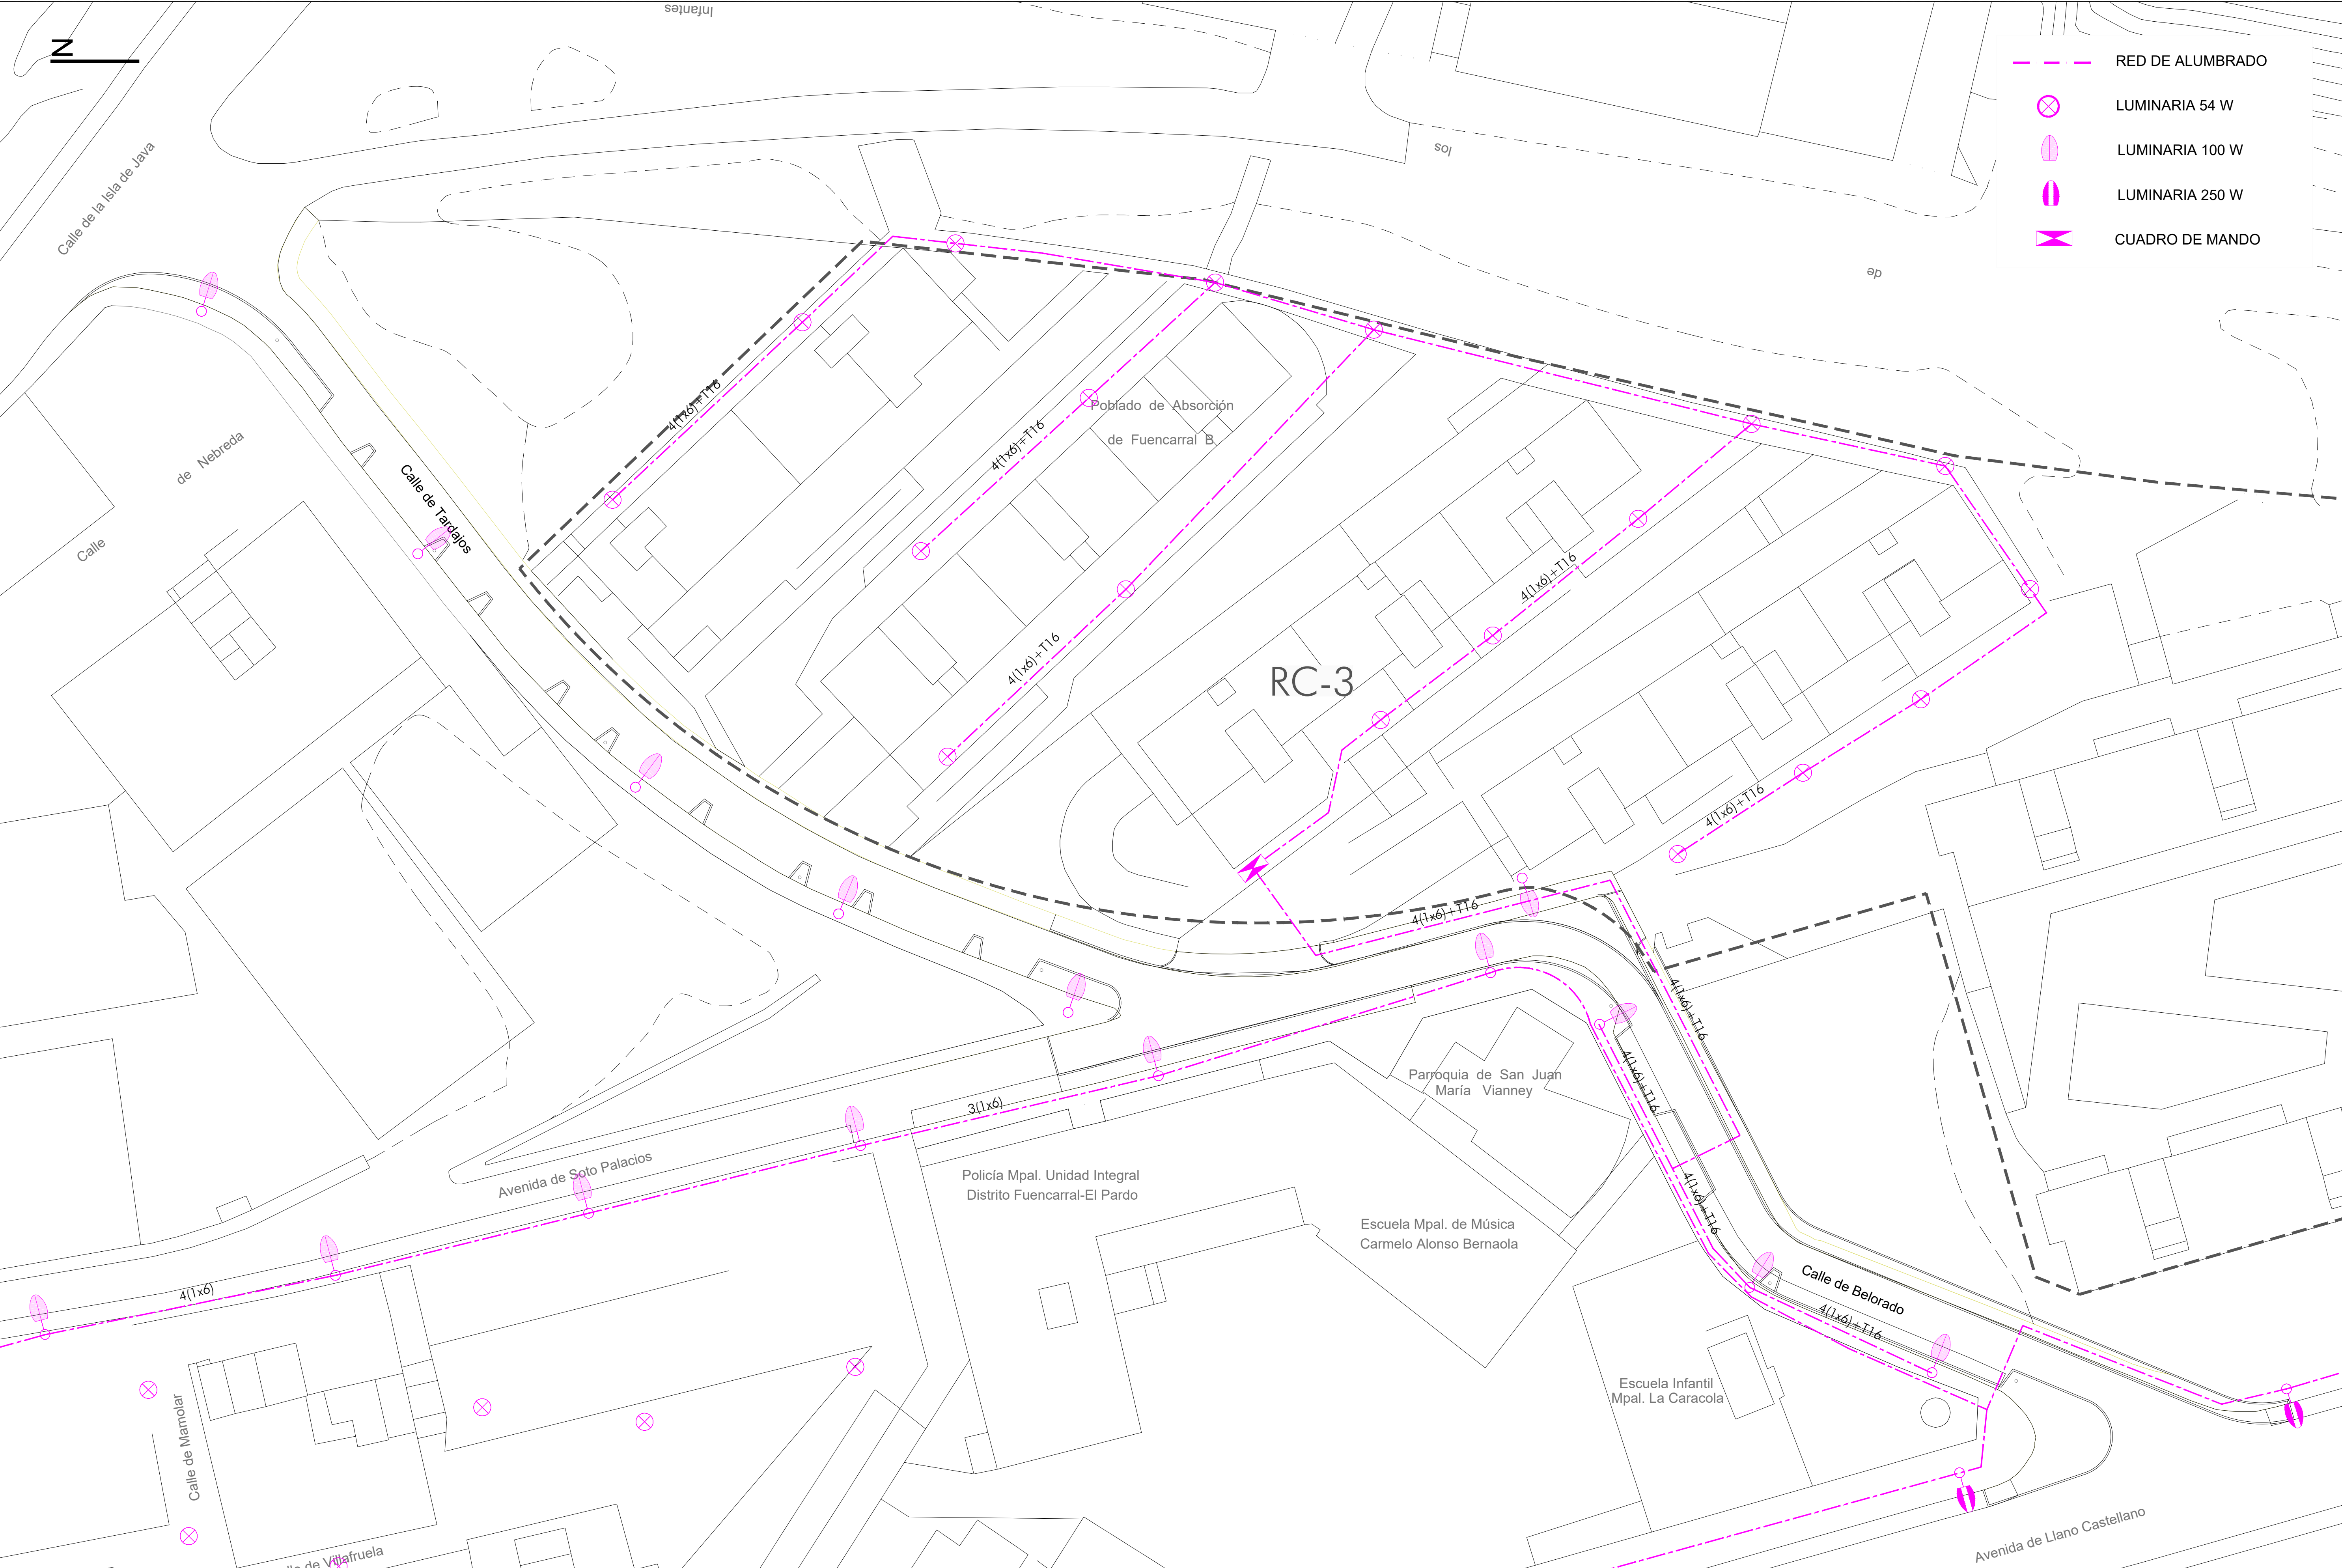 Infantes
N
RED DE ALUMBRADO
LUMINARIA 54 W
LUMINARIA 100 W
LUMINARIA 250 W
CUADRO DE MANDO
los
de
Calle de la Isla de Java
4(1x6)+T16
Poblado de Absorción
de Fuencarral B
4(1x6)+T16
Calle de Tardajos
de Nebreda
Calle
4(1x6)+T16
4(1x6)+T16
RC-3
4(1x6)+T16
4(1x6)+T16
4(1x6)+T16
4(1x6)+T16
Parroquia de San Juan
María Vianney
3(1x6)
Avenida de Soto Palacios
Policía Mpal. Unidad Integral
Distrito Fuencarral-El Pardo
4(1x6)+T16
Escuela Mpal. de Música
Carmelo Alonso Bernaola
4(1x6)
Calle de Belorado
4(1x6)+T16
Escuela Infantil
Mpal. La Caracola
Calle de Mamolar
Avenida de Llano Castellano
de Villafruela